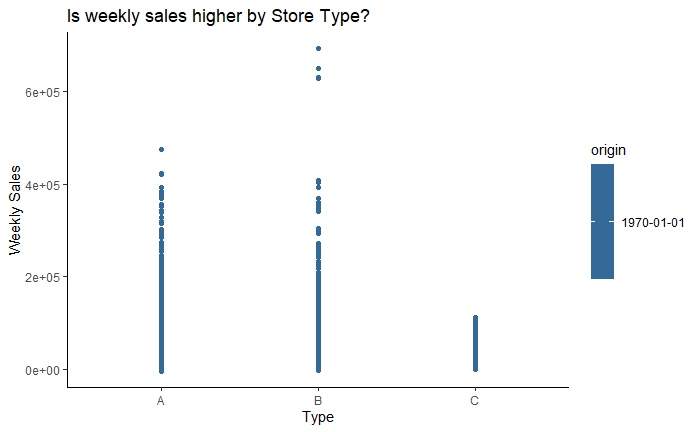 Is weekly sales higher by Store Type?
Weekly Sales
6e+05
4e+05
2e+05
0e+00
A B C
Type
origin
1970-01-01